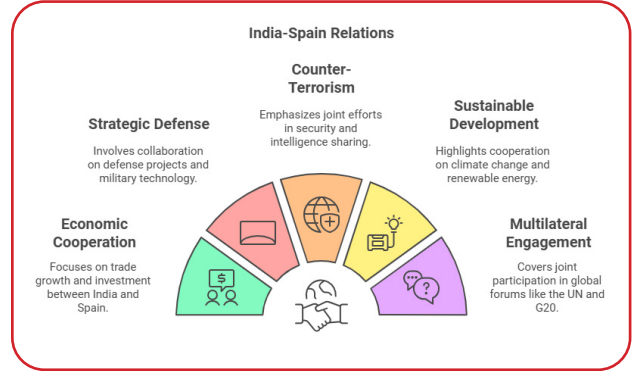 India-Spain Relations
Counter-
Terrorism
Emphasizes joint efforts
in security and
intelligence sharing.
Strategic Defense
Involves collaboration
on defense projects and
military technology.
Sustainable
Development
Highlights cooperation
on climate change and
renewable energy.
Economic
Cooperation
Focuses on trade
growth and investment
between India and
Spain.
Multilateral
Engagement
Covers joint
participation in global
forums like the UN and
G20.
$
?